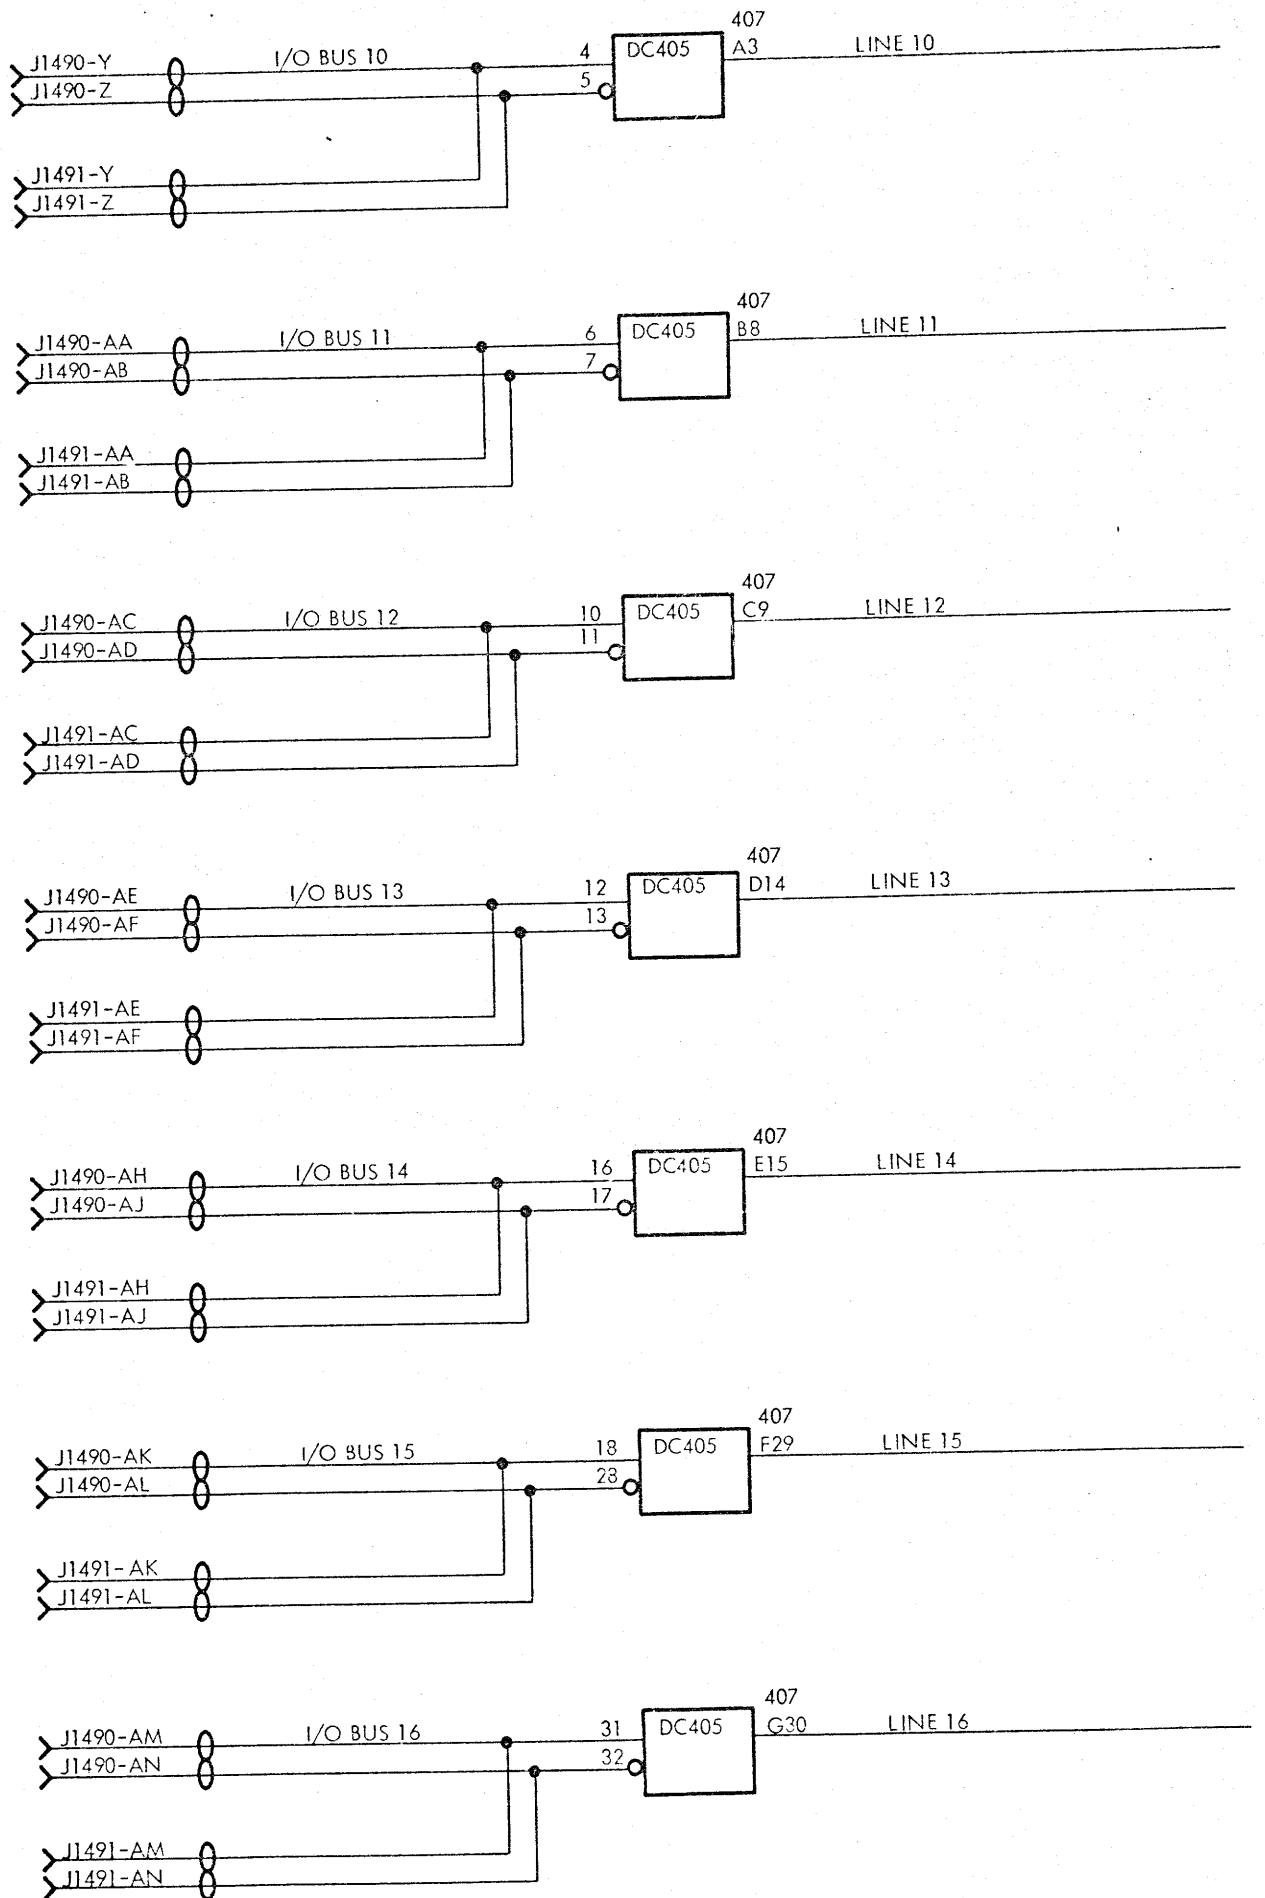 407
J1490-Y I/O BUS 10 4 DC405 A3 LINE 10
J1490-Z 5
J1491-Y
J1491-Z
407
J1490-AA I/O BUS 11 6 DC405 B8 LINE 11
J1490-AB 7
J1491-AA
J1491-AB
407
J1490-AC I/O BUS 12 10 DC405 C9 LINE 12
J1490-AD 11
J1491-AC
J1491-AD
407
J1490-AE I/O BUS 13 12 DC405 D14 LINE 13
J1490-AF 13
J1491-AE
J1491-AF
407
J1490-AH I/O BUS 14 16 DC405 E15 LINE 14
J1490-AJ 17
J1491-AH
J1491-AJ
407
J1490-AK I/O BUS 15 18 DC405 F29 LINE 15
J1490-AL 28
J1491-AK
J1491-AL
407
J1490-AM I/O BUS 16 31 DC405 G30 LINE 16
J1490-AN 32
J1491-AM
J1491-AN